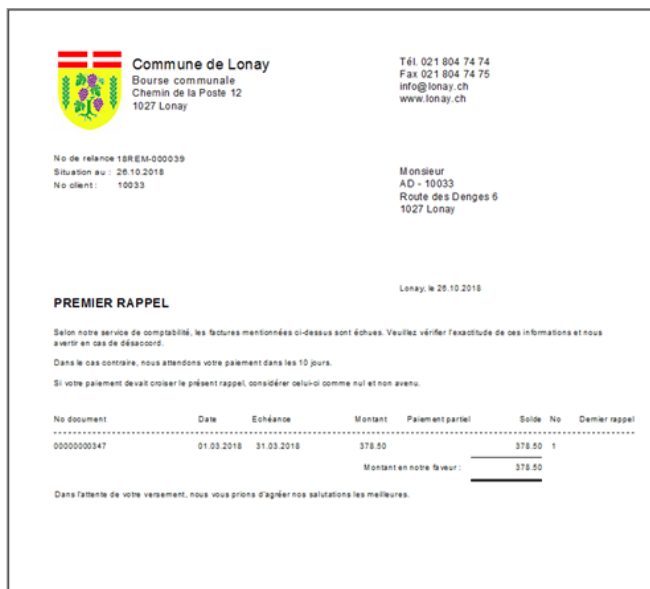 Commune de Lonay
Bourse communale
Chemin de la Poste 12
1027 Lonay
Tél. 021 804 74 74
Fax 021 804 74 75
info@lonay.ch
www.lonay.ch
No de relance 18REM-000039
Situation au : 26.10.2018
No client : 10033
Monsieur
AD - 10033
Route des Denges 6
1027 Lonay
Lonay, le 26.10.2018
PREMIER RAPPEL
Selon notre service de comptabilité, les factures mentionnées ci-dessus sont échues. Veuillez vérifier l'exactitude de ces informations et nous
avertir en cas de désaccord.
Dans le cas contraire, nous attendons votre paiement dans les 10 jours.
Si votre paiement devait croiser le présent rappel, considérer celui-ci comme nul et non avenu.
No document Date Echéance Montant Paiement partiel Solde No Dernier rappel
00000000347 01.03.2018 31.03.2018 378.50 378.50 1
Montant en notre faveur : 378.50
Dans l'attente de votre versement, nous vous prions d'agréer nos salutations les meilleures.